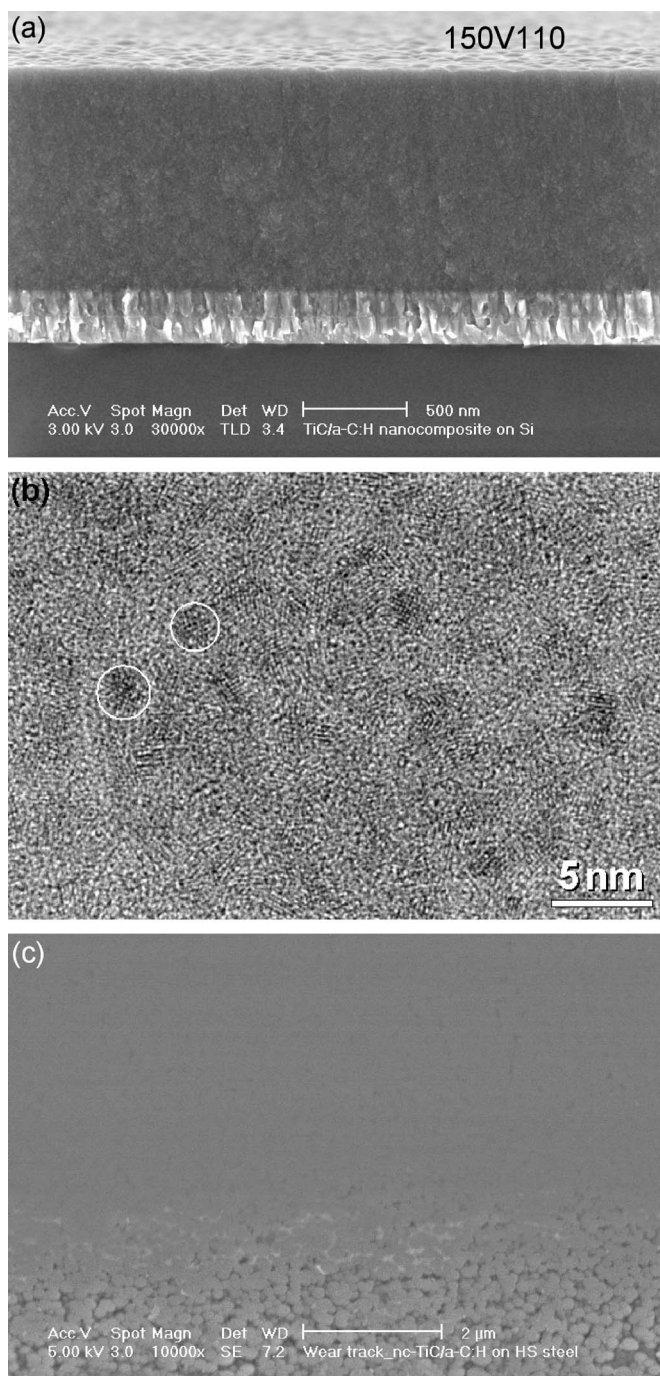 (a)
150V110
Acc.V Spot Magn Det WD 500 nm
3.00 kV 3.0 30000x TLD 3.4 TiC/a-C:H nanocomposite on Si
(b)
5 nm
(c)
Acc.V Spot Magn Det WD 2 µm
5.00 kV 3.0 10000x SE 7.2 Wear track_nc-TiC/a-C:H on HS steel